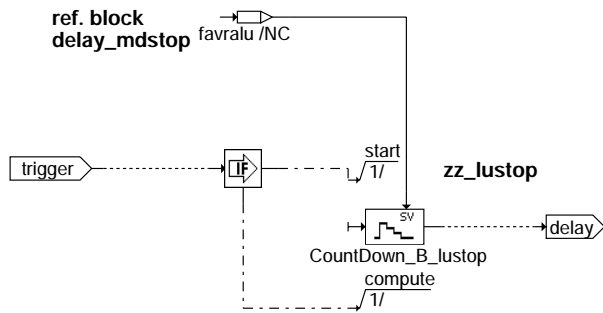 ref. block
delay_mdstop
favralu /NC
trigger
IF
start
1/
zz_lustop
SV
delay
CountDown_B_lustop
compute
1/